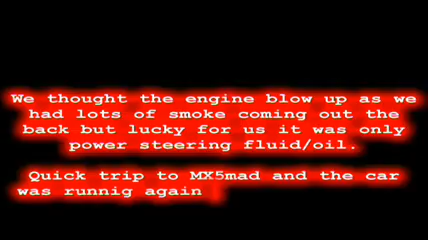 We thought the engine blow up as we
had lots of smoke coming out the
back but lucky for us it was only
power steering fluid/oil.
Quick trip to MX5mad and the car
was runnig again